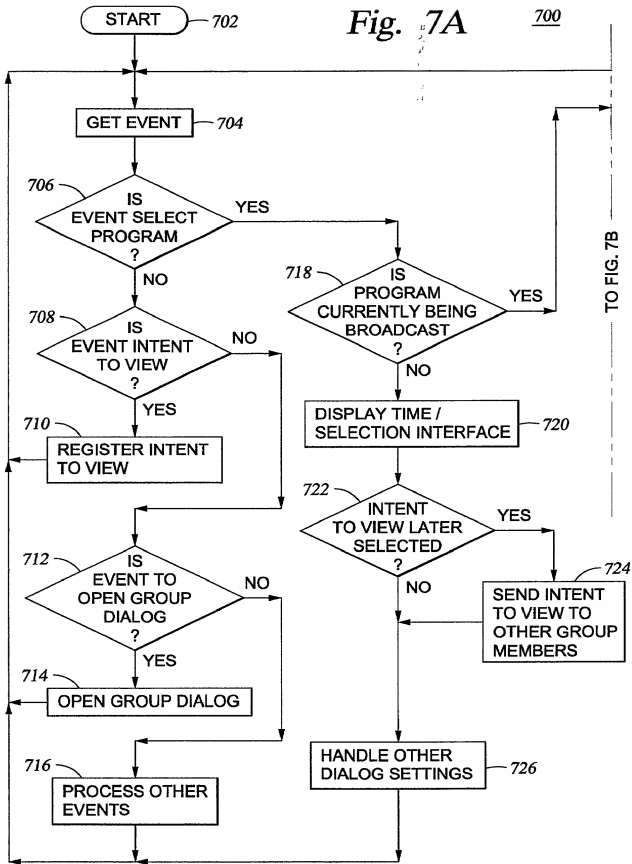 START
702
Fig. 7A
700
GET EVENT
704
706
IS
EVENT SELECT
PROGRAM
?
YES
NO
708
IS
EVENT INTENT
TO VIEW
?
NO
YES
710
REGISTER INTENT
TO VIEW
712
IS
EVENT TO
OPEN GROUP
DIALOG
?
NO
YES
714
OPEN GROUP DIALOG
716
PROCESS OTHER
EVENTS
718
IS
PROGRAM
CURRENTLY BEING
BROADCAST
?
YES
NO
TO FIG. 7B
DISPLAY TIME /
SELECTION INTERFACE
720
722
INTENT
TO VIEW LATER
SELECTED
?
YES
NO
724
SEND INTENT
TO VIEW TO
OTHER GROUP
MEMBERS
HANDLE OTHER
DIALOG SETTINGS
726